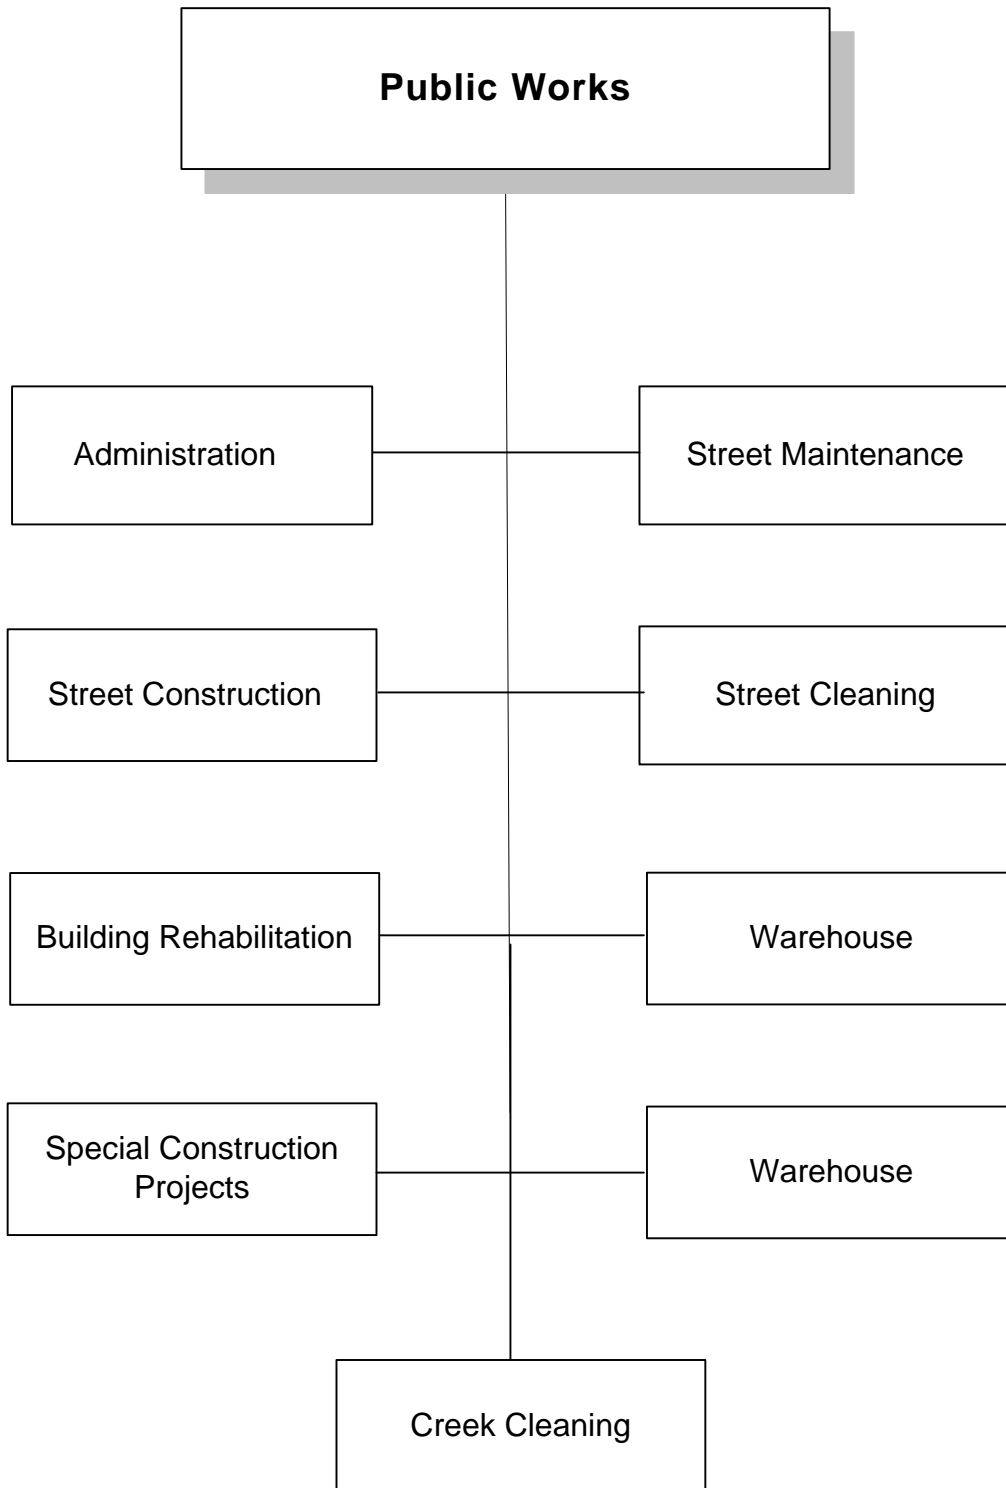 Public Works
Administration
Street Maintenance
Street Construction
Street Cleaning
Building Rehabilitation
Warehouse
Special Construction
Projects
Warehouse
Creek Cleaning